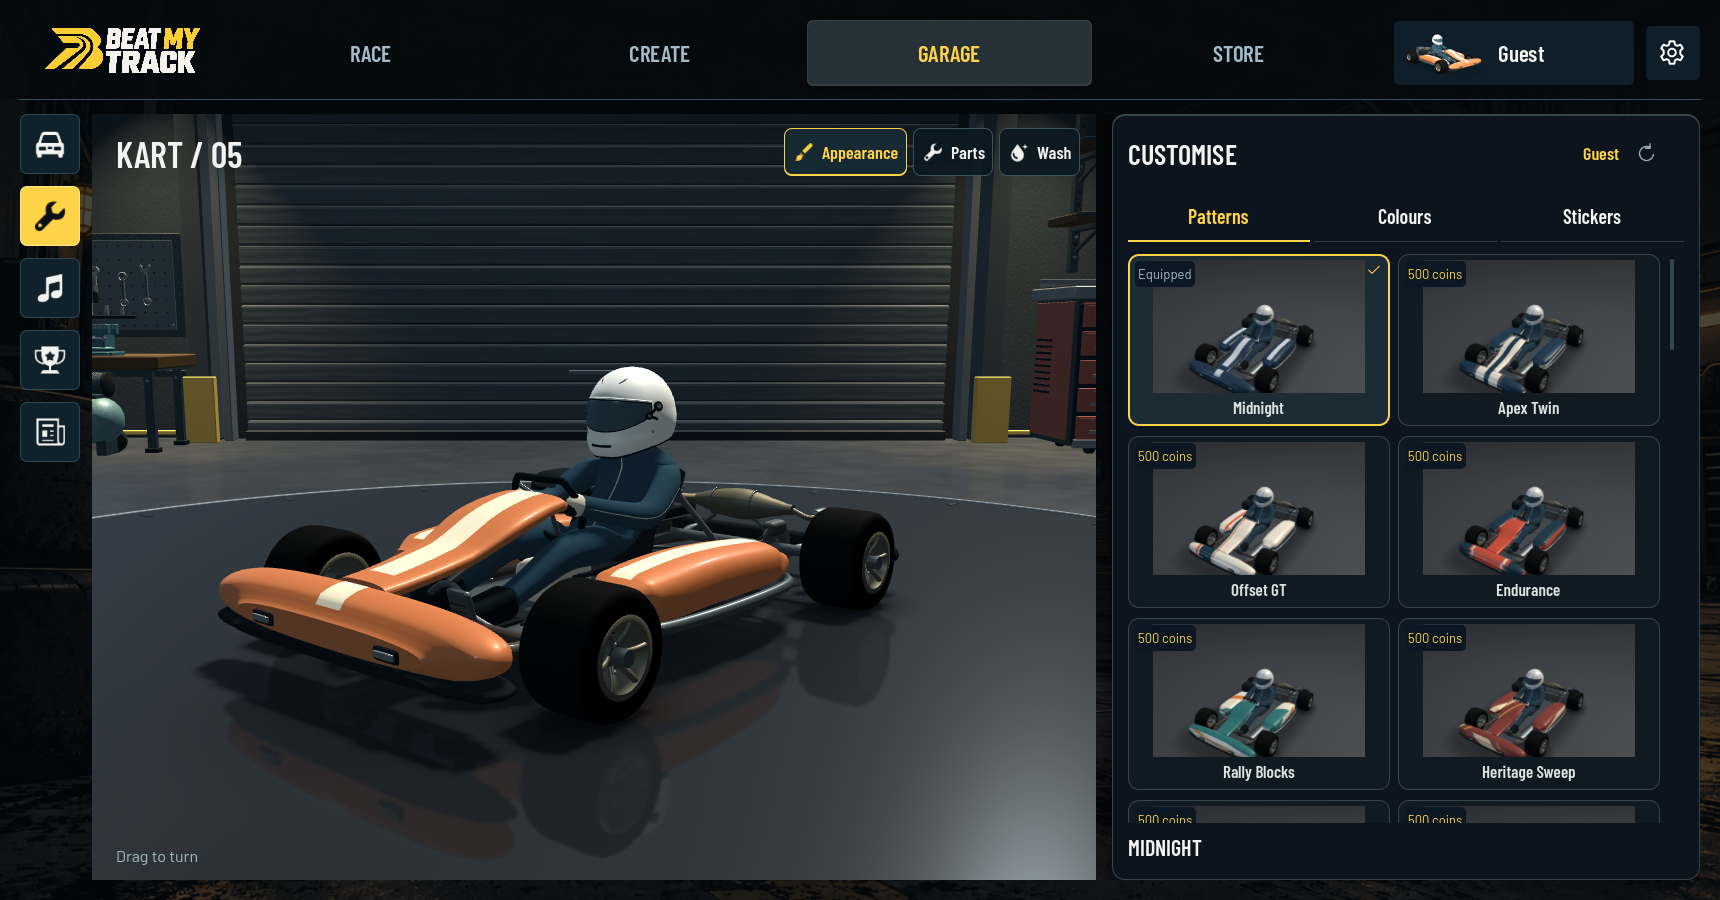 BEAT MY
TRACK
RACE
CREATE
GARAGE
STORE
Guest
KART / 05
Appearance
Parts
Wash
CUSTOMISE
Guest
Patterns
Colours
Stickers
Equipped
Midnight
500 coins
Apex Twin
500 coins
Offset GT
500 coins
Endurance
500 coins
Rally Blocks
500 coins
Heritage Sweep
500 coins
500 coins
MIDNIGHT
Drag to turn